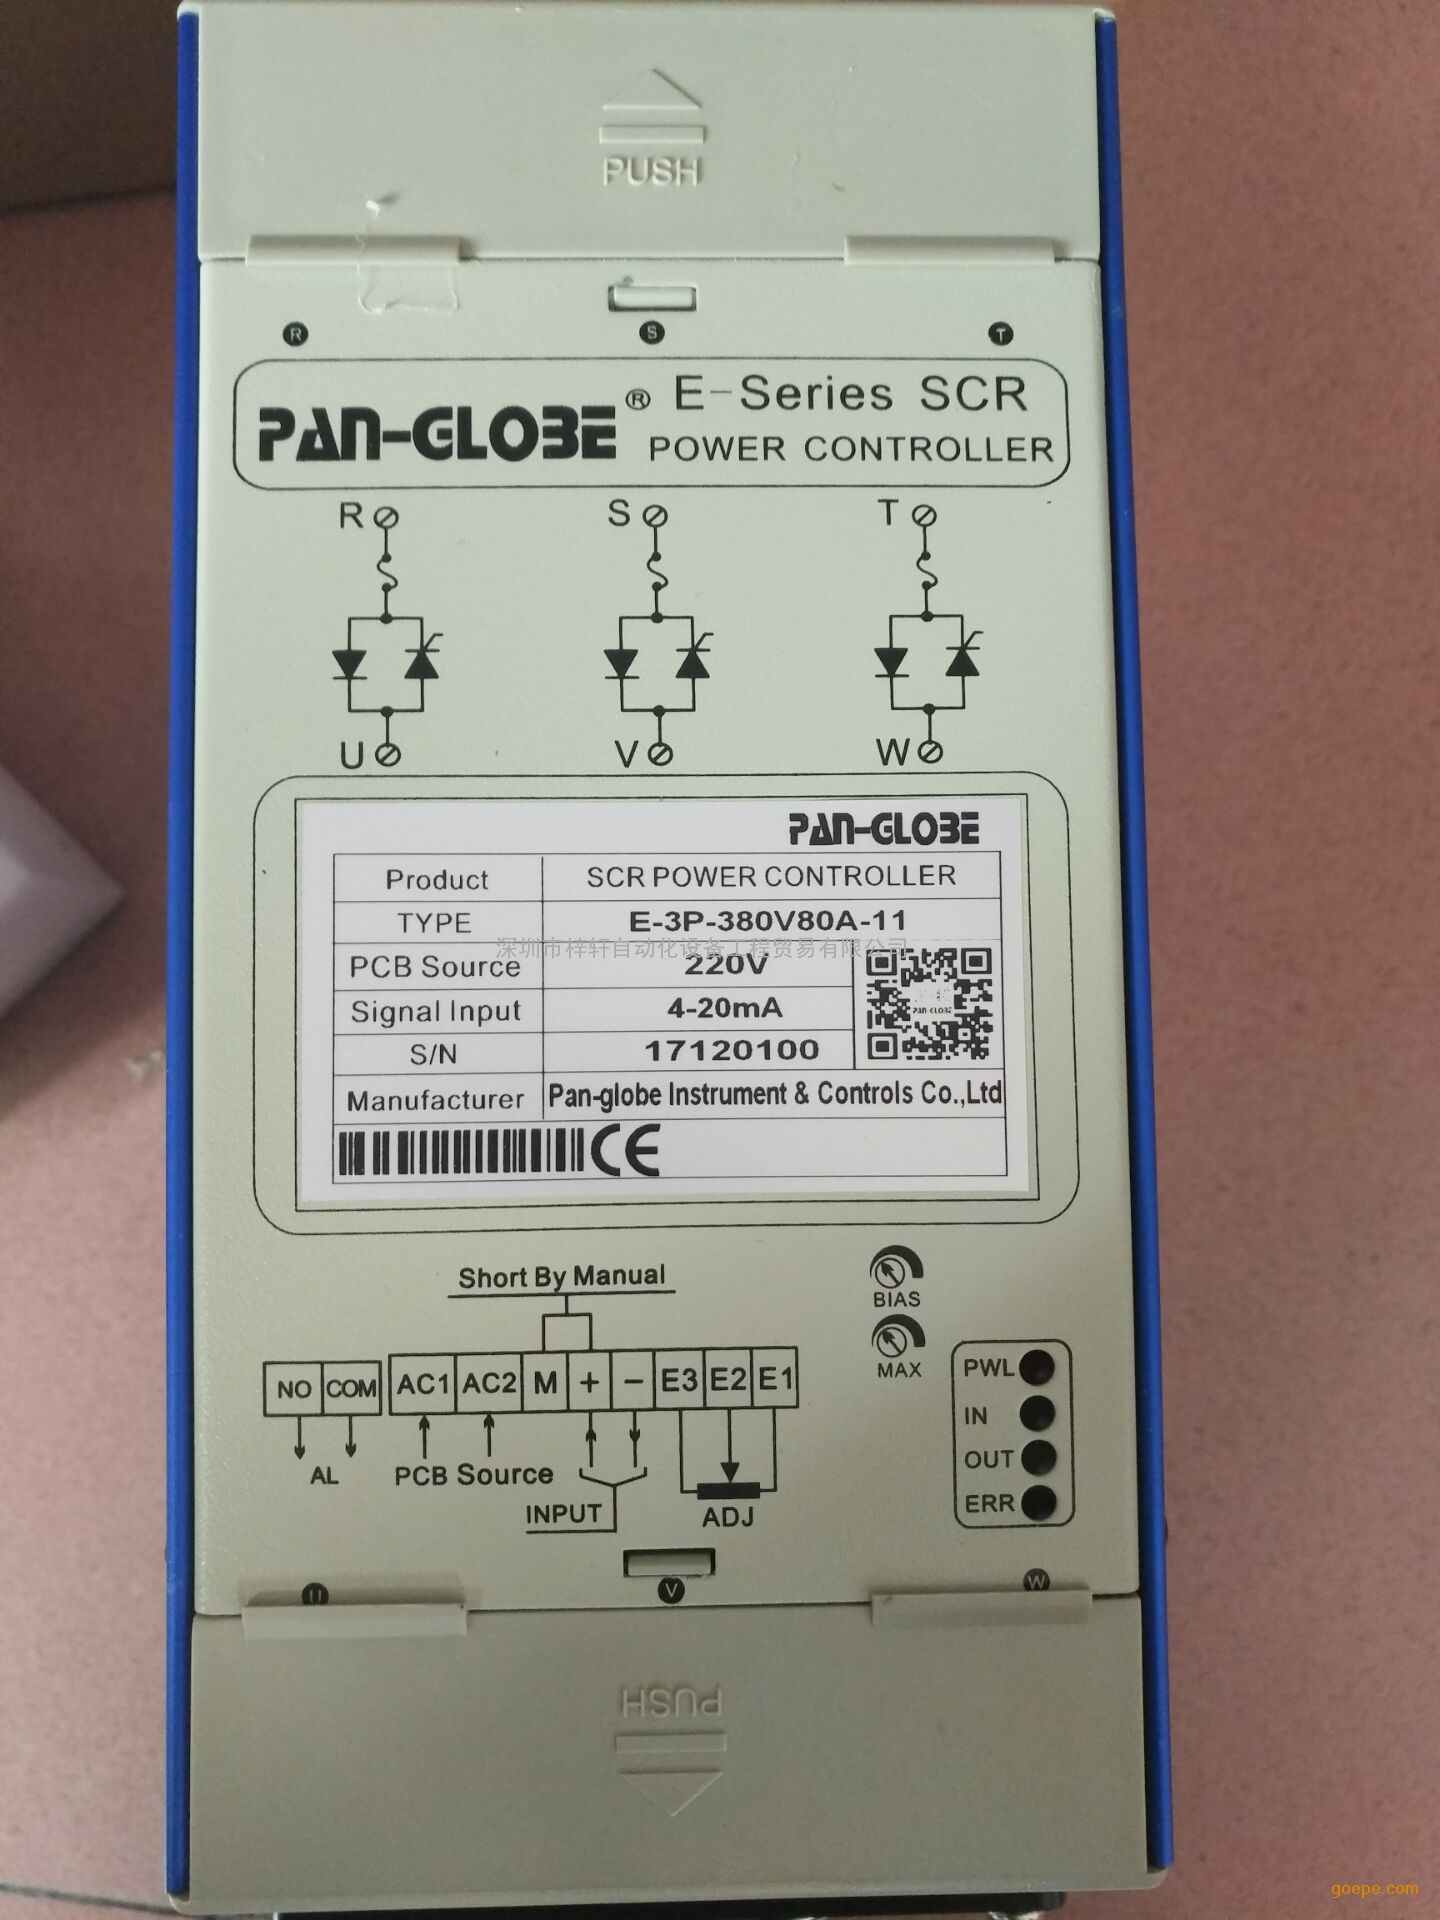 PUSH
R S T
PAN-GLOBE® E-Series SCR
POWER CONTROLLER
R S T
U V W
PAN-GLOBE
Product SCR POWER CONTROLLER
TYPE E-3P-380V80A-11
深圳市梓轩自动化设备工程贸易有限公司
PCB Source 220V
Signal Input 4-20mA
PAN-GLOBE
S/N 17120100
Manufacturer Pan-globe Instrument & Controls Co.,Ltd
CE
Short By Manual
BIAS
MAX
NO COM AC1 AC2 M + − E3 E2 E1
AL PCB Source
INPUT ADJ
PWL
IN
OUT
ERR
U V W
PUSH
goepe.com